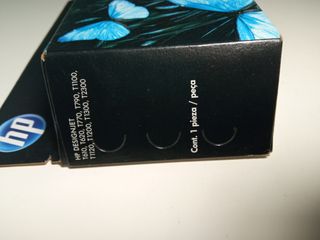 hp
HP DESIGNJET
T610, T620, T770, T790, T1100,
T1120, T1200, T1300, T2300
Cont. 1 pieza / peça